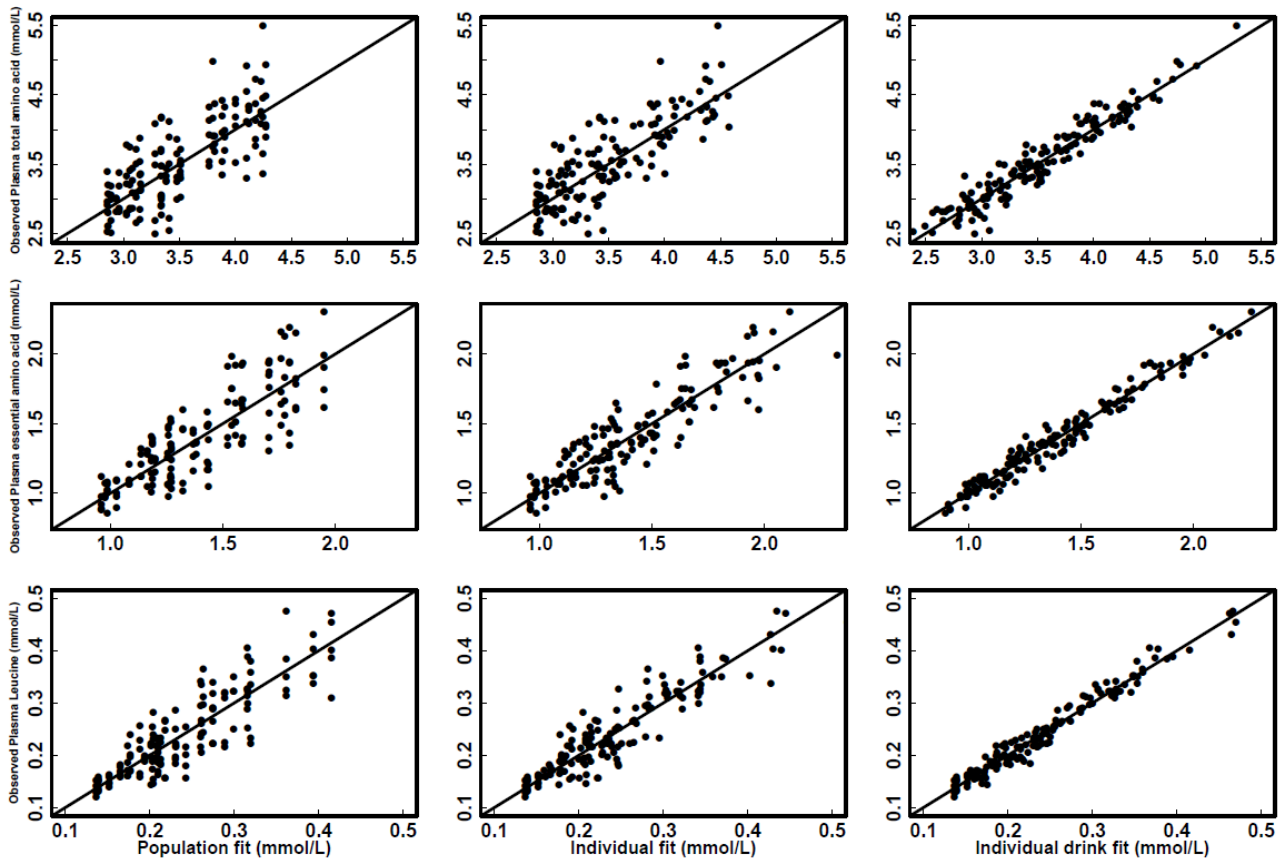 Observed Plasma total amino acid (mmol/L)
5.5
4.5
3.5
2.5
2.5 3.0 3.5 4.0 4.5 5.0 5.5
5.5
4.5
3.5
2.5
2.5 3.0 3.5 4.0 4.5 5.0 5.5
5.5
4.5
3.5
2.5
2.5 3.0 3.5 4.0 4.5 5.0 5.5
Observed Plasma essential amino acid (mmol/L)
2.0
1.5
1.0
1.0 1.5 2.0
2.0
1.5
1.0
1.0 1.5 2.0
2.0
1.5
1.0
1.0 1.5 2.0
Observed Plasma Leucine (mmol/L)
0.5
0.4
0.3
0.2
0.1
0.1 0.2 0.3 0.4 0.5
Population fit (mmol/L)
0.5
0.4
0.3
0.2
0.1
0.1 0.2 0.3 0.4 0.5
Individual fit (mmol/L)
0.5
0.4
0.3
0.2
0.1
0.1 0.2 0.3 0.4 0.5
Individual drink fit (mmol/L)